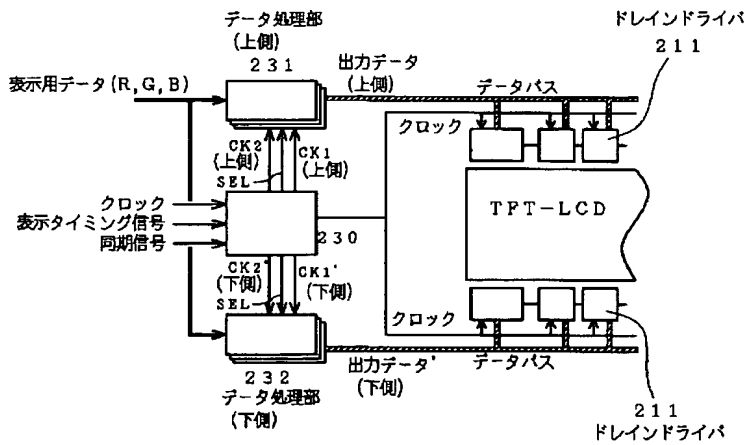 データ処理部
(上側)
231
ドレインドライバ
211
表示用データ(R,G,B)
出力データ
(上側)
データバス
クロック
CK2
(上側)
SEL
CK1
(上側)
クロック
表示タイミング信号
同期信号
230
TFT-LCD
CK2'
(下側)
SEL
CK1'
(下側)
クロック
データバス
出力データ'
(下側)
232
データ処理部
(下側)
211
ドレインドライバ